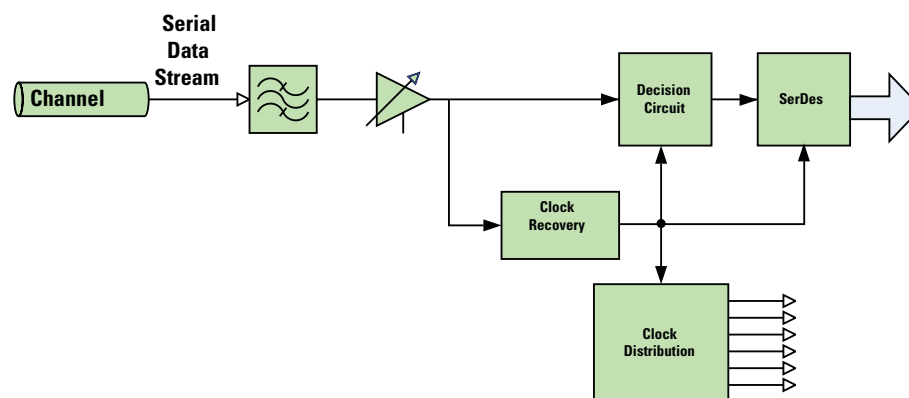 Serial
Data
Stream
Channel
Decision
Circuit
SerDes
Clock
Recovery
Clock
Distribution